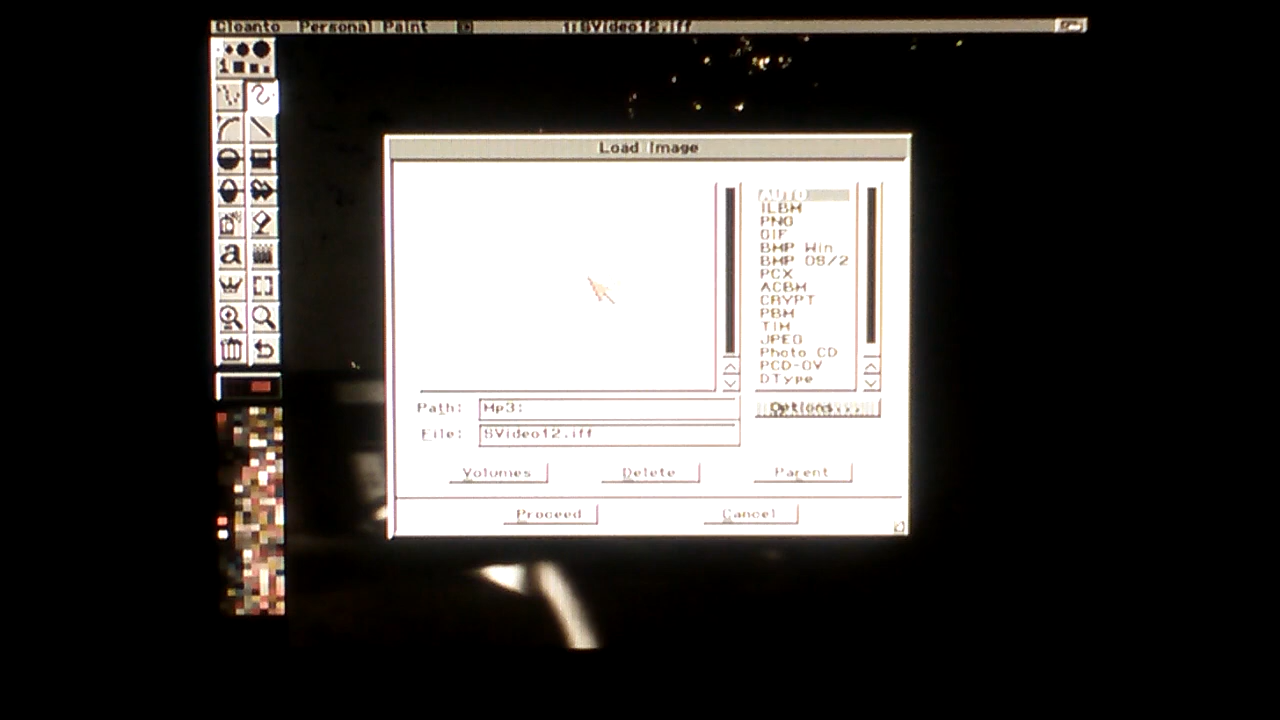 Cloanto Personal Paint 1:SVideo12.iff
1
a
Load Image
AUTO
ILBM
PNG
GIF
BMP Win
BMP OS/2
PCX
ACBM
CRYPT
PBM
TIM
JPEG
Photo CD
PCD-OV
DType
Options...
Path: Mp3:
File: SVideo12.iff
Volumes Delete Parent
Proceed Cancel